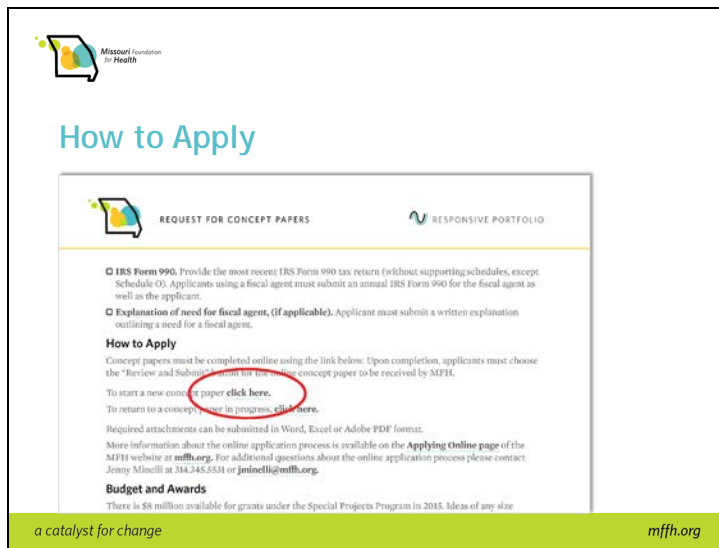 Missouri Foundation
for Health
How to Apply
REQUEST FOR CONCEPT PAPERS
RESPONSIVE PORTFOLIO
IRS Form 990. Provide the most recent IRS Form 990 tax return (without supporting schedules, except
Schedule O). Applicants using a fiscal agent must submit an annual IRS Form 990 for the fiscal agent as
well as the applicant.
Explanation of need for fiscal agent, (if applicable). Applicant must submit a written explanation
outlining a need for a fiscal agent.
How to Apply
Concept papers must be completed online using the link below. Upon completion, applicants must choose
the "Review and Submit" button for the online concept paper to be received by MFH.
To start a new concept paper click here.
To return to a concept paper in progress, click here.
Required attachments can be submitted in Word, Excel or Adobe PDF format.
More information about the online application process is available on the Applying Online page of the
MFH website at mffh.org. For additional questions about the online application process please contact
Jenny Minelli at 314.345.5531 or jminelli@mffh.org.
Budget and Awards
There is $8 million available for grants under the Special Projects Program in 2015. Ideas of any size
a catalyst for change
mffh.org